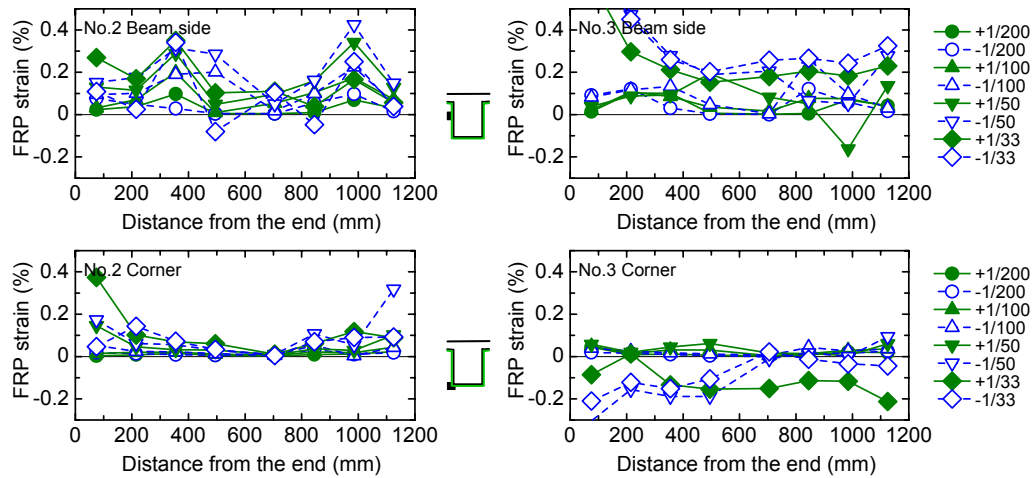 No.2 Beam side
FRP strain (%)
0.4
0.2
0
-0.2
0 200 400 600 800 1000 1200
Distance from the end (mm)
No.3 Beam side
FRP strain (%)
0.4
0.2
0
-0.2
0 200 400 600 800 1000 1200
Distance from the end (mm)
+1/200
-1/200
+1/100
-1/100
+1/50
-1/50
+1/33
-1/33
No.2 Corner
FRP strain (%)
0.4
0.2
0
-0.2
0 200 400 600 800 1000 1200
Distance from the end (mm)
No.3 Corner
FRP strain (%)
0.4
0.2
0
-0.2
0 200 400 600 800 1000 1200
Distance from the end (mm)
+1/200
-1/200
+1/100
-1/100
+1/50
-1/50
+1/33
-1/33